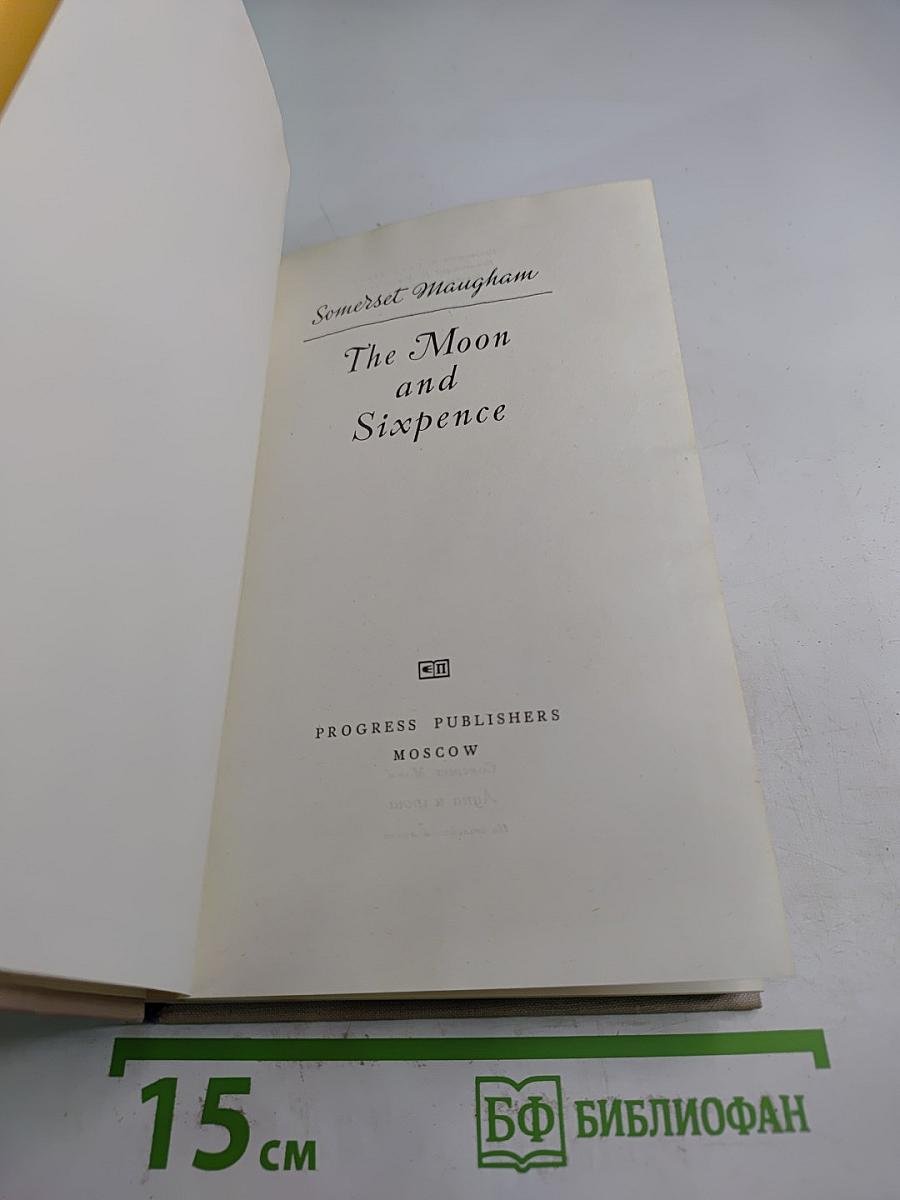 Somerset Maugham
The Moon
and
Sixpence
PROGRESS PUBLISHERS
MOSCOW
15 см
БФ БИБЛИОФАН